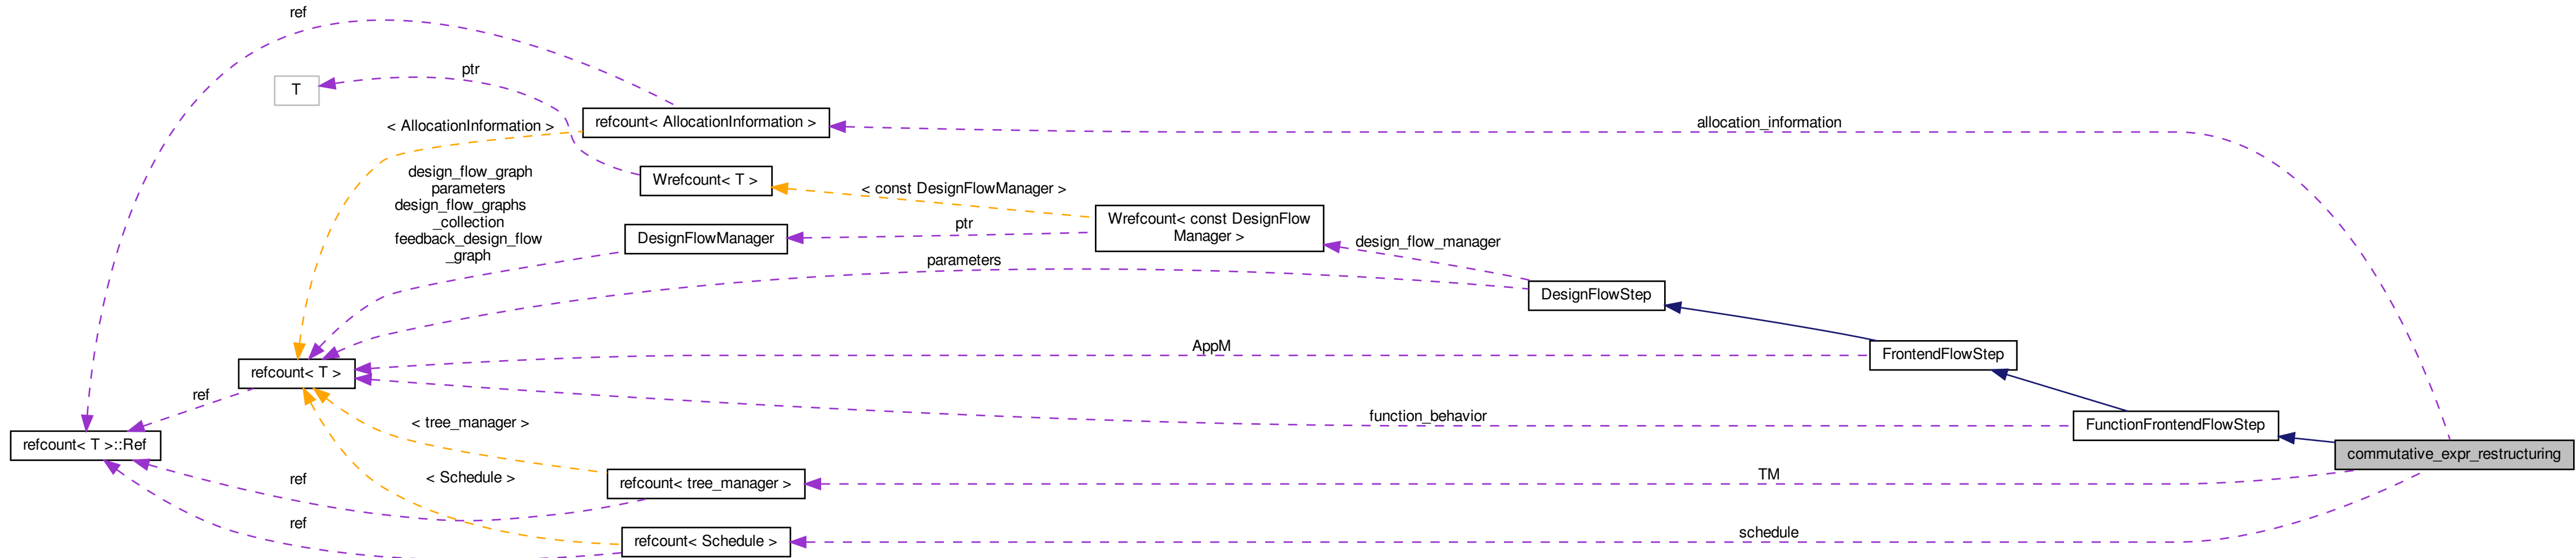 ref
ptr
T
refcount< AllocationInformation >
allocation_information
< AllocationInformation >
Wrefcount< T >
< const DesignFlowManager >
design_flow_graph
parameters
design_flow_graphs
_collection
feedback_design_flow
_graph
Wrefcount< const DesignFlow
Manager >
ptr
DesignFlowManager
design_flow_manager
parameters
DesignFlowStep
AppM
FrontendFlowStep
refcount< T >
ref
function_behavior
FunctionFrontendFlowStep
< tree_manager >
refcount< T >::Ref
commutative_expr_restructuring
< Schedule >
ref
refcount< tree_manager >
TM
ref
refcount< Schedule >
schedule